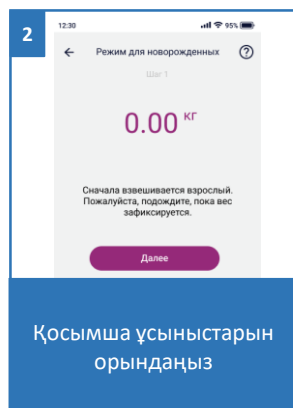 2
12:30 95%
← Режим для новорожденных ?
Шаг 1
0.00 кг
Сначала взвешивается взрослый.
Пожалуйста, подождите, пока вес
зафиксируется.
Далее
Қосымша ұсыныстарын
орындаңыз